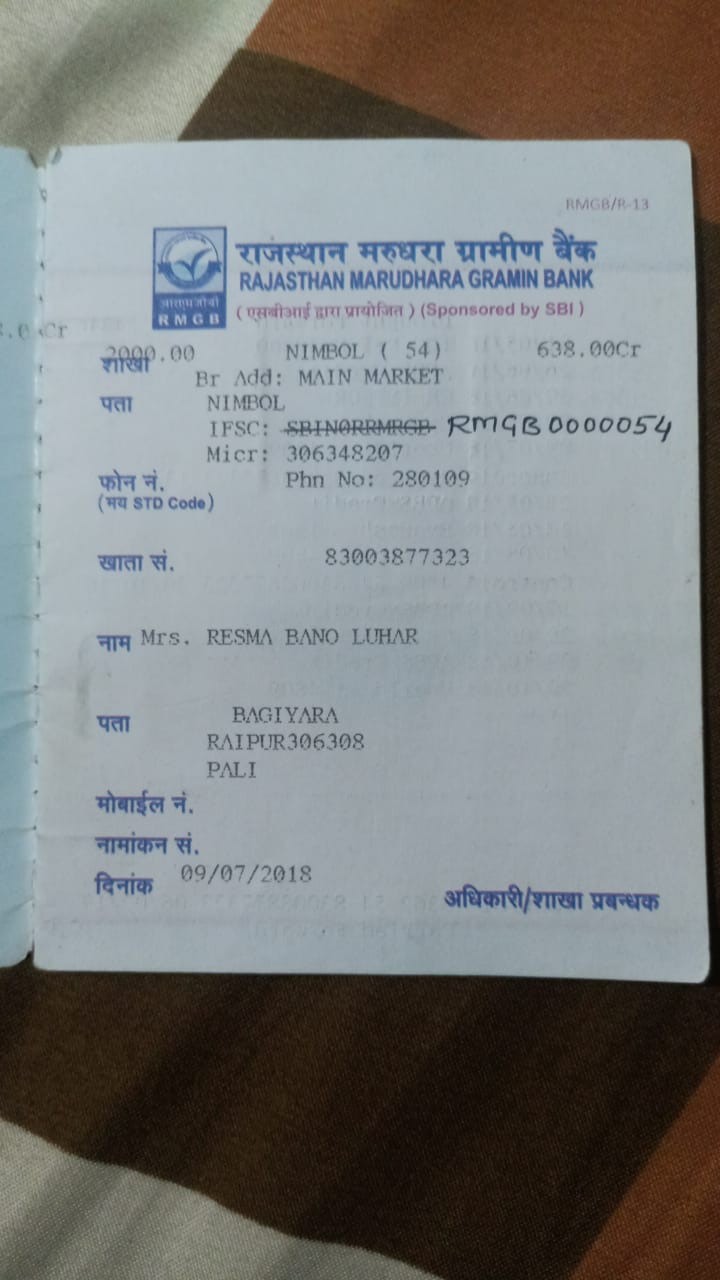 RMGB/R-13
राजस्थान मरुधरा ग्रामीण बैंक
RAJASTHAN MARUDHARA GRAMIN BANK
( एसबीआई द्वारा प्रायोजित ) (Sponsored by SBI )
आरएमजीबी
RMGB
Cr
2000.00 NIMBOL ( 54) 638.00Cr
शाखा Br Add: MAIN MARKET
पता NIMBOL
IFSC: SBIN0RRMRGB RMGB0000054
Micr: 306348207
फोन नं. Phn No: 280109
(मय STD Code)
खाता सं. 83003877323
नाम Mrs. RESMA BANO LUHAR
पता BAGIYARA
RAIPUR306308
PALI
मोबाईल नं.
नामांकन सं.
दिनांक 09/07/2018
अधिकारी/शाखा प्रबन्धक